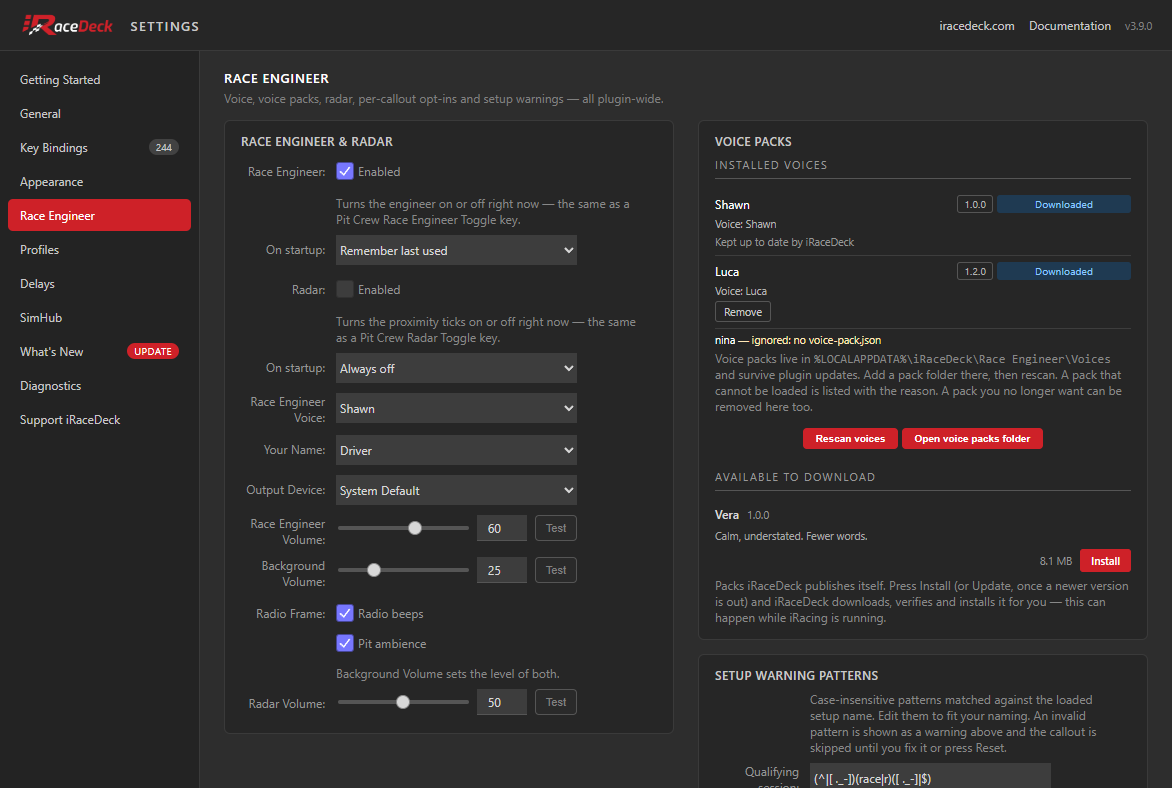 iRaceDeck SETTINGS
iracedeck.com Documentation v3.9.0
Getting Started
General
Key Bindings 244
Appearance
Race Engineer
Profiles
Delays
SimHub
What's New UPDATE
Diagnostics
Support iRaceDeck
RACE ENGINEER
Voice, voice packs, radar, per-callout opt-ins and setup warnings — all plugin-wide.
RACE ENGINEER & RADAR
Race Engineer: Enabled
Turns the engineer on or off right now — the same as a
Pit Crew Race Engineer Toggle key.
On startup: Remember last used
Radar: Enabled
Turns the proximity ticks on or off right now — the same
as a Pit Crew Radar Toggle key.
On startup: Always off
Race Engineer
Voice: Shawn
Your Name: Driver
Output Device: System Default
Race Engineer
Volume: 60 Test
Background
Volume: 25 Test
Radio Frame: Radio beeps
Pit ambience
Background Volume sets the level of both.
Radar Volume: 50 Test
VOICE PACKS
INSTALLED VOICES
Shawn 1.0.0 Downloaded
Voice: Shawn
Kept up to date by iRaceDeck
Luca 1.2.0 Downloaded
Voice: Luca
Remove
nina — ignored: no voice-pack.json
Voice packs live in %LOCALAPPDATA%\iRaceDeck\Race Engineer\Voices
and survive plugin updates. Add a pack folder there, then rescan. A pack that
cannot be loaded is listed with the reason. A pack you no longer want can be
removed here too.
Rescan voices Open voice packs folder
AVAILABLE TO DOWNLOAD
Vera 1.0.0
Calm, understated. Fewer words.
8.1 MB Install
Packs iRaceDeck publishes itself. Press Install (or Update, once a newer version
is out) and iRaceDeck downloads, verifies and installs it for you — this can
happen while iRacing is running.
SETUP WARNING PATTERNS
Case-insensitive patterns matched against the loaded
setup name. Edit them to fit your naming. An invalid
pattern is shown as a warning above and the callout is
skipped until you fix it or press Reset.
Qualifying
session: (^|[ ._-])(race|r)([ ._-]|$)